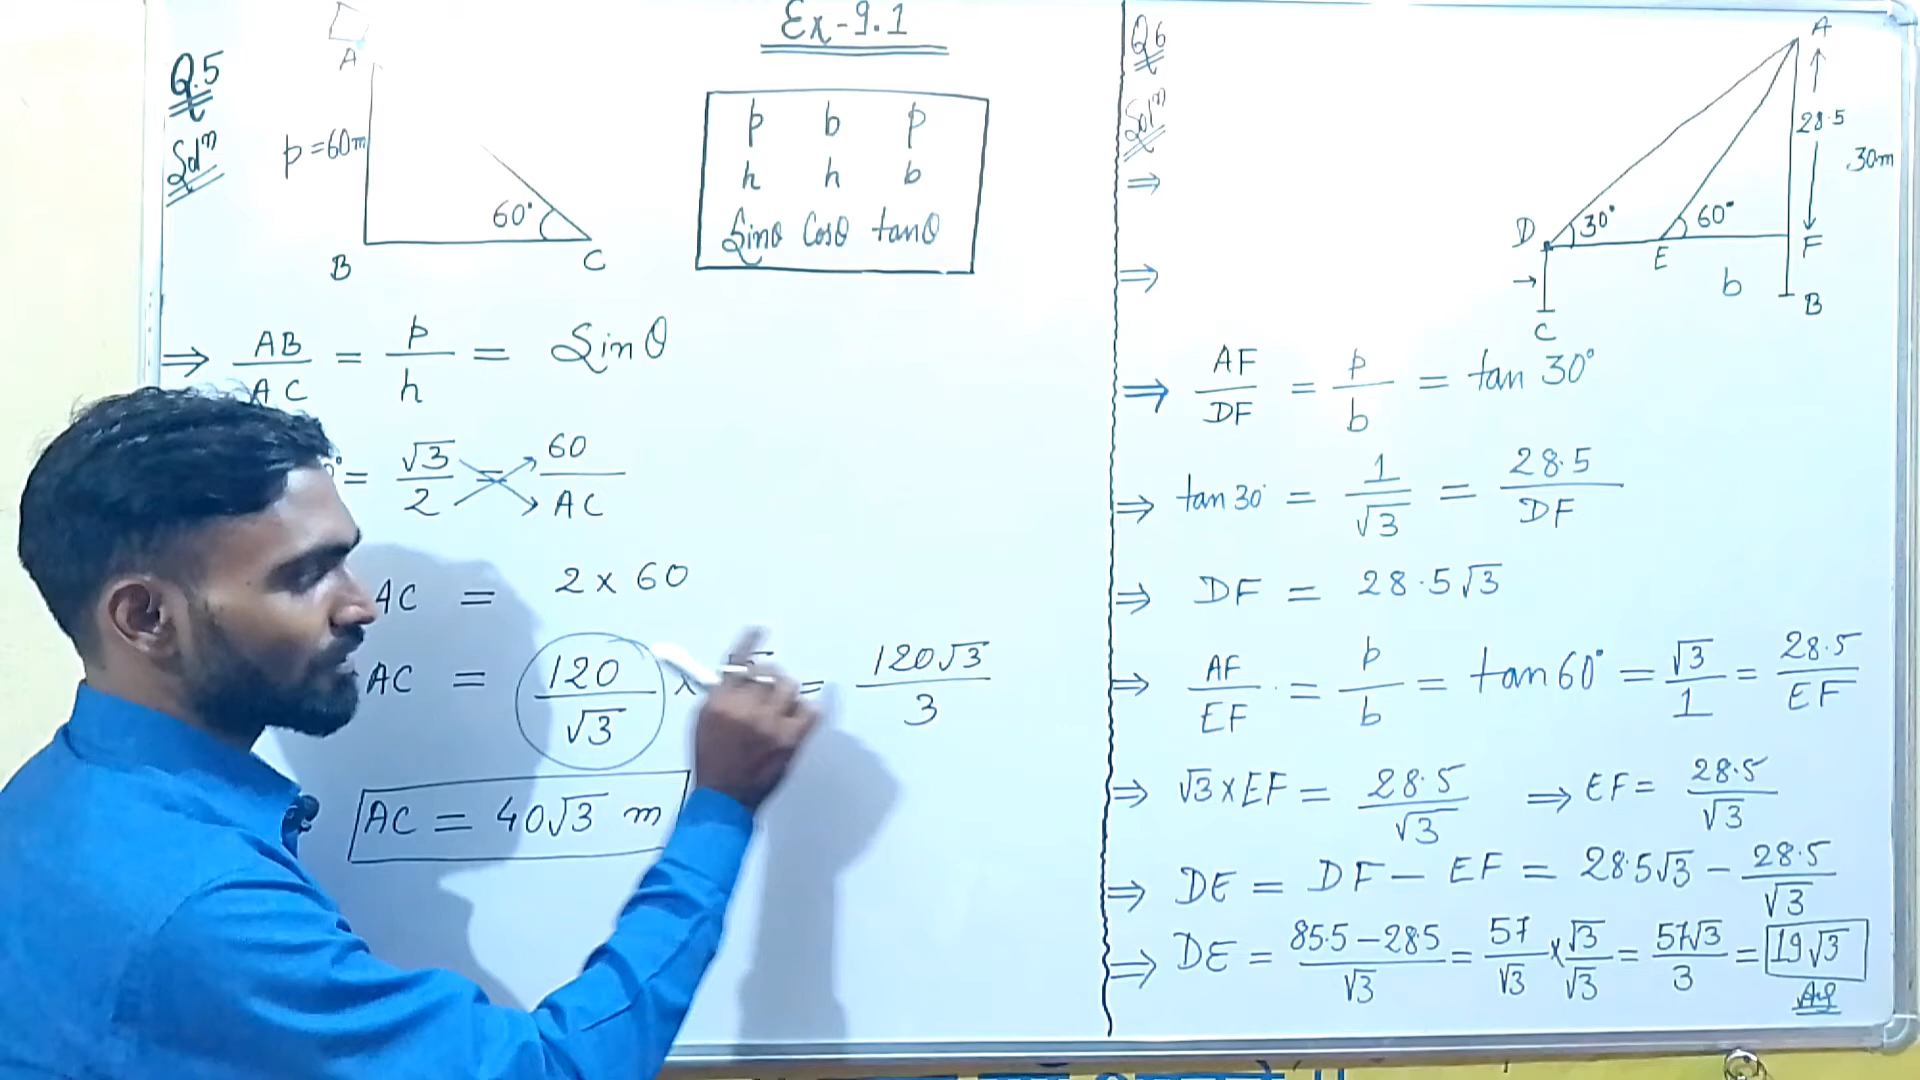 Ex-9.1
Q.5
Solⁿ
A
p = 60m
60°
B
C
p b p
h h b
Sinθ Cosθ tanθ
⇒ AB/AC = p/h = Sinθ
° = √3/2 = 60/AC
AC = 2 × 60
AC = 120/√3 × = 120√3/3
AC = 40√3 m
Q6
Solⁿ
⇒
⇒
A
28.5
30m
D
30°
60°
E
F
→
b
B
C
⇒ AF/DF = p/b = tan 30°
⇒ tan 30° = 1/√3 = 28.5/DF
⇒ DF = 28.5√3
⇒ AF/EF = p/b = tan 60° = √3/1 = 28.5/EF
⇒ √3 × EF = 28.5/√3 ⇒ EF = 28.5/√3
⇒ DE = DF − EF = 28.5√3 − 28.5/√3
⇒ DE = 85.5 − 28.5/√3 = 57/√3 × √3/√3 = 57√3/3 = 19√3
Ans